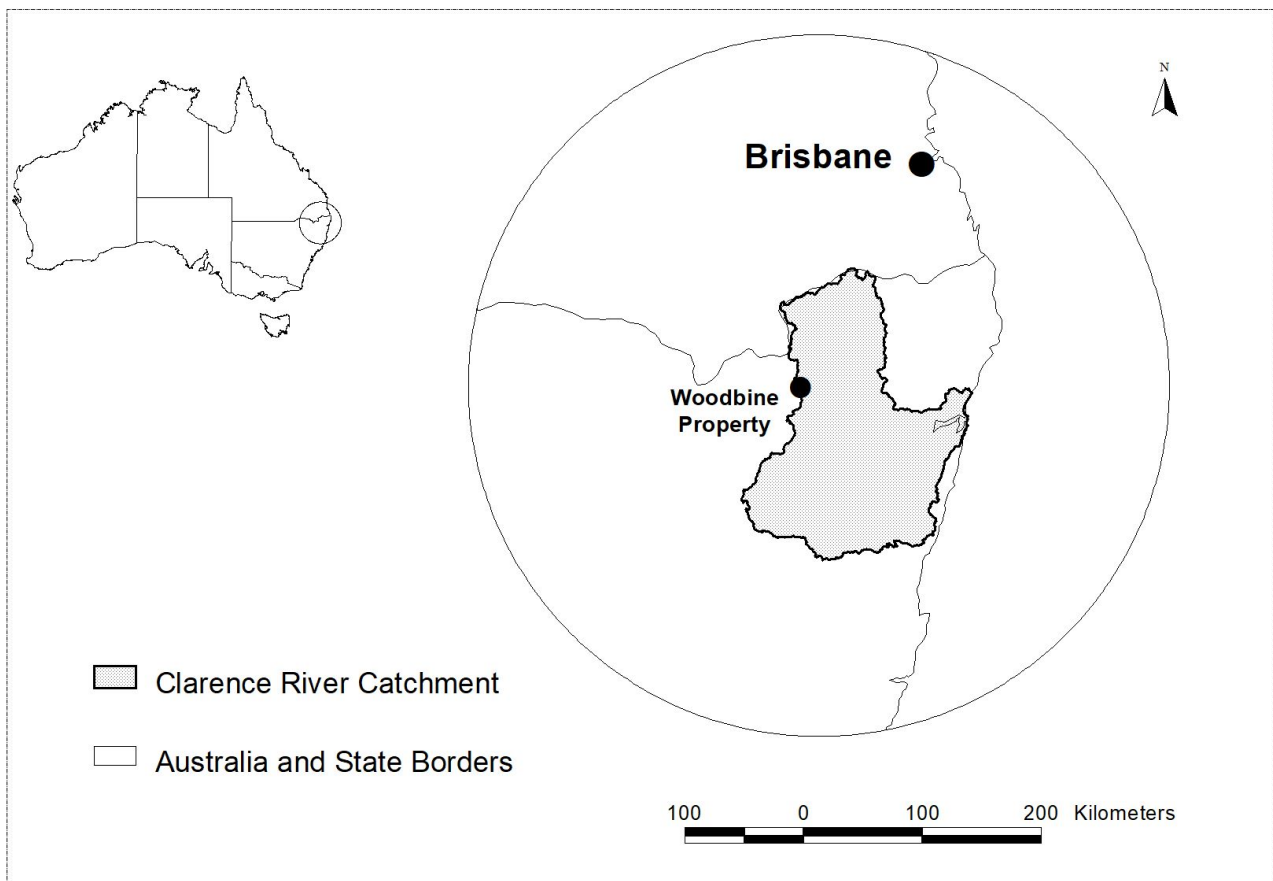 N
Brisbane
Woodbine
Property
Clarence River Catchment
Australia and State Borders
100 0 100 200 Kilometers